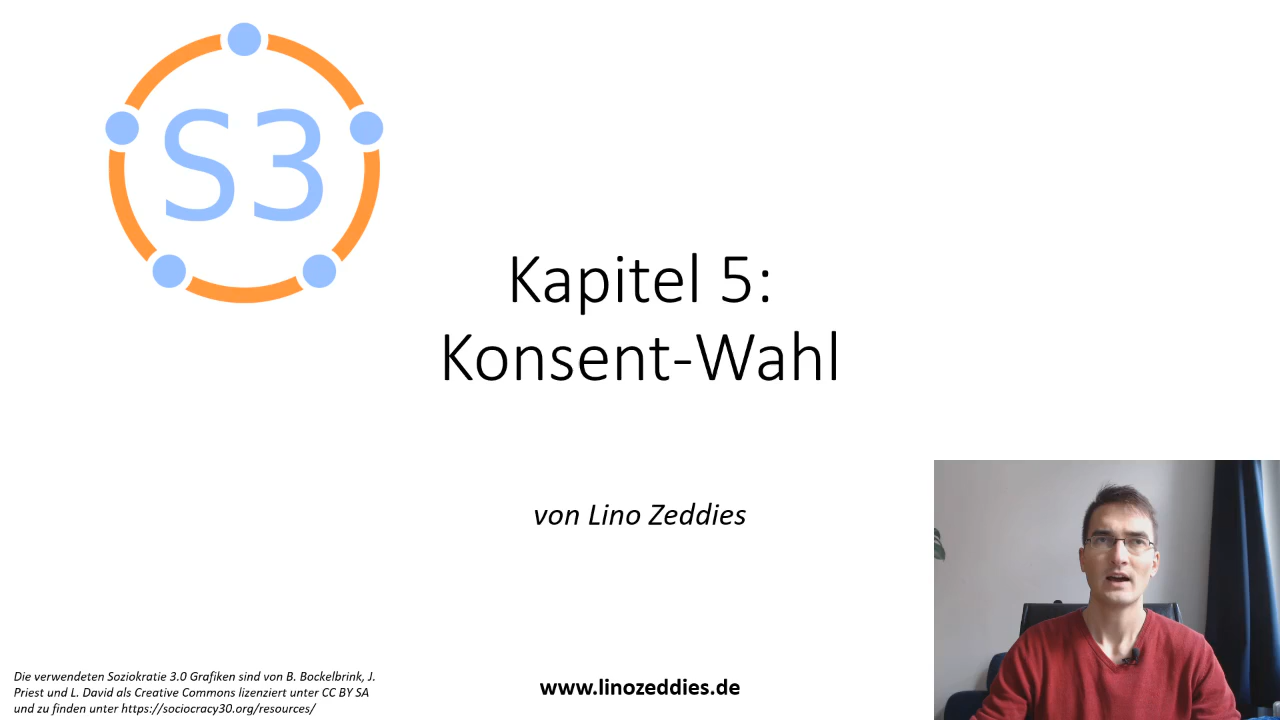 S3
Kapitel 5:
Konsent-Wahl
von Lino Zeddies
Die verwendeten Soziokratie 3.0 Grafiken sind von B. Bockelbrink, J.
Priest und L. David als Creative Commons lizenziert unter CC BY SA
und zu finden unter https://sociocracy30.org/resources/
www.linozeddies.de